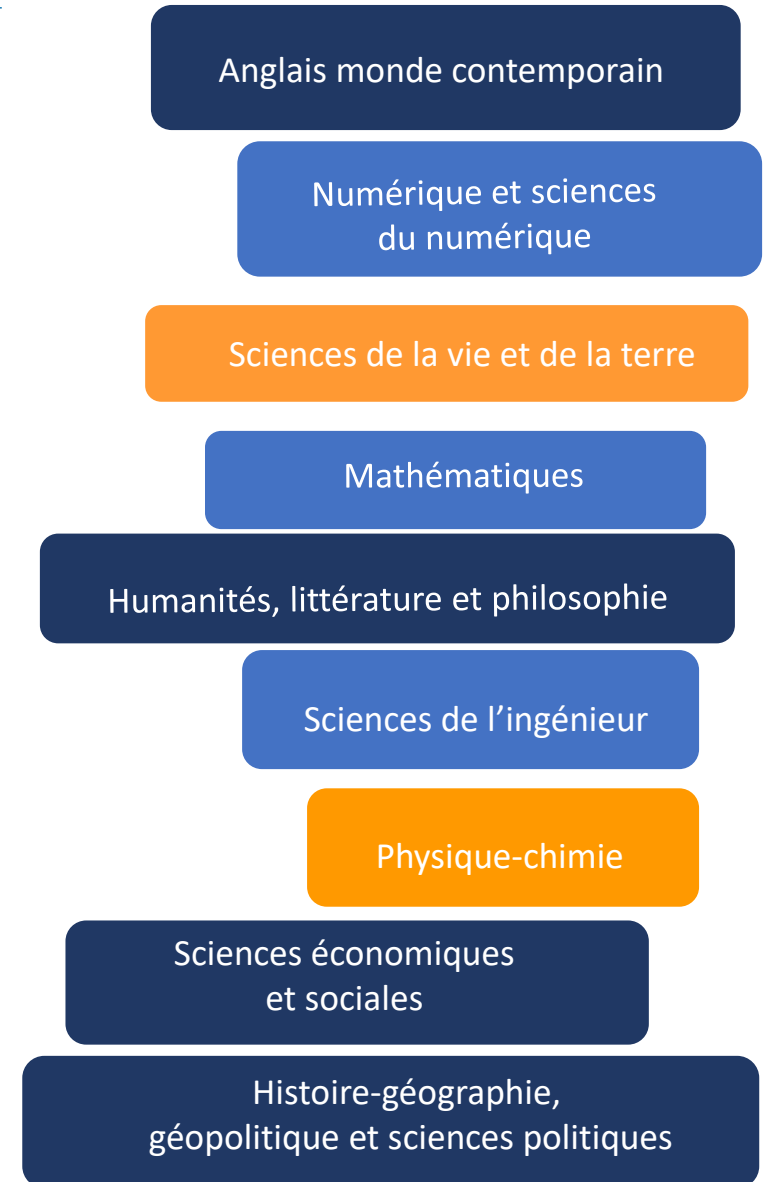 Anglais monde contemporain
Numérique et sciences
du numérique
Sciences de la vie et de la terre
Mathématiques
Humanités, littérature et philosophie
Sciences de l’ingénieur
Physique-chimie
Sciences économiques
et sociales
Histoire-géographie,
géopolitique et sciences politiques